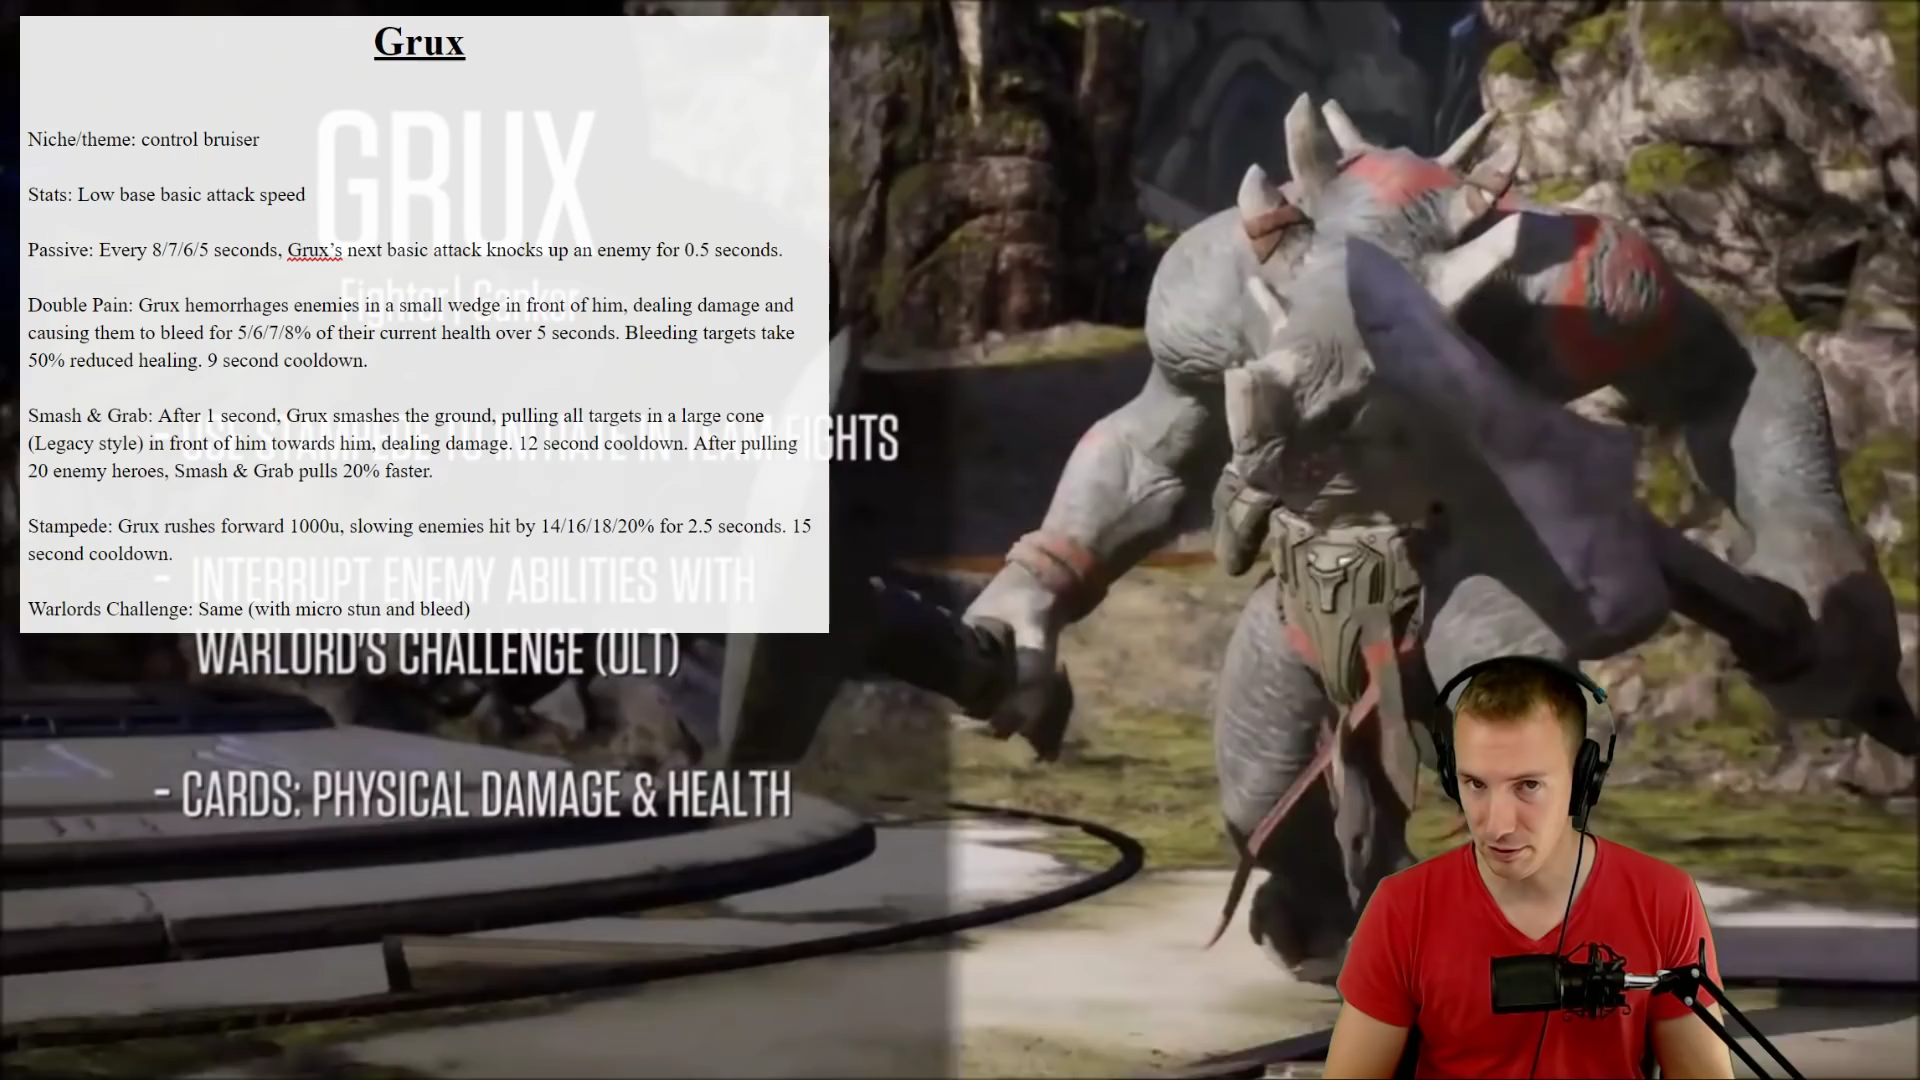 Grux
GRUX
Niche/theme: control bruiser
Stats: Low base basic attack speed
Passive: Every 8/7/6/5 seconds, Grux's next basic attack knocks up an enemy for 0.5 seconds.
Double Pain: Grux hemorrhages enemies in a small wedge in front of him, dealing damage and
causing them to bleed for 5/6/7/8% of their current health over 5 seconds. Bleeding targets take
50% reduced healing. 9 second cooldown.
Smash & Grab: After 1 second, Grux smashes the ground, pulling all targets in a large cone
(Legacy style) in front of him towards him, dealing damage. 12 second cooldown. After pulling
20 enemy heroes, Smash & Grab pulls 20% faster.
Stampede: Grux rushes forward 1000u, slowing enemies hit by 14/16/18/20% for 2.5 seconds. 15
second cooldown.
Warlords Challenge: Same (with micro stun and bleed)
Fighter |
- USE STAMPEDE TO INITIATE IN TEAM FIGHTS
- INTERRUPT ENEMY ABILITIES WITH
WARLORD'S CHALLENGE (ULT)
- CARDS: PHYSICAL DAMAGE & HEALTH